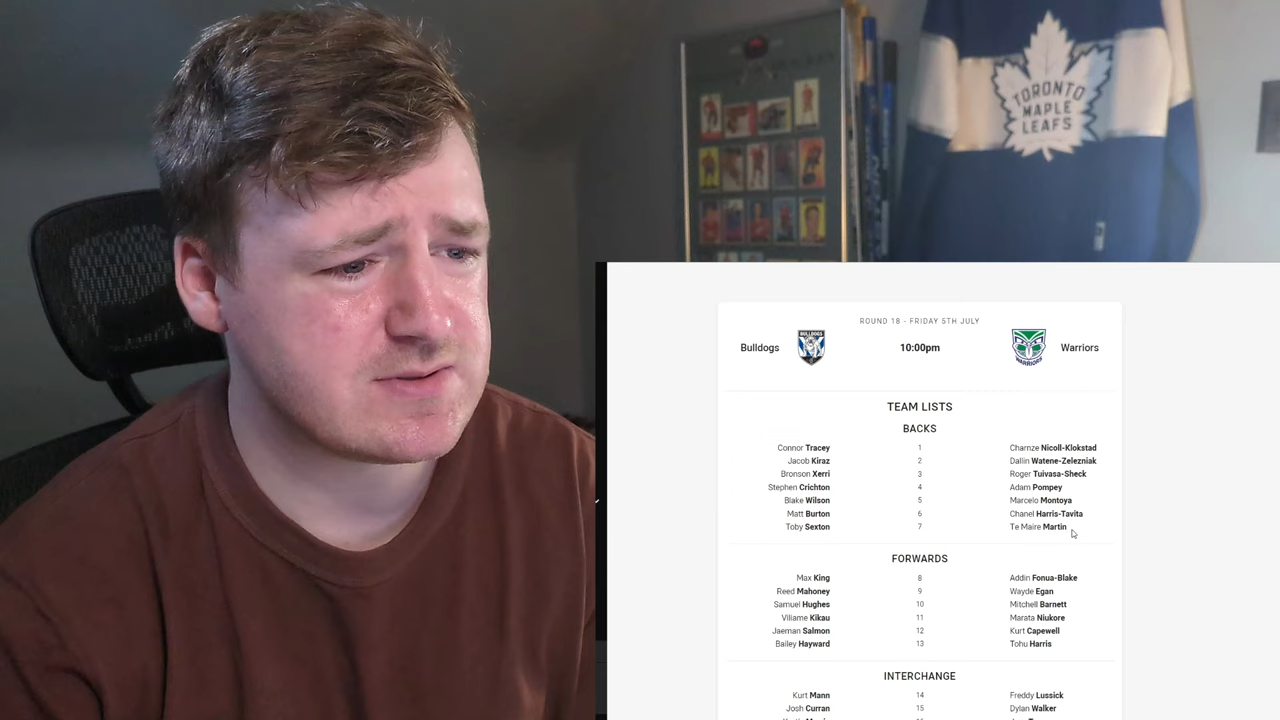 TORONTO
MAPLE
LEAFS
ROUND 18 - FRIDAY 5TH JULY
Bulldogs BULLDOGS 10:00pm WARRIORS Warriors
TEAM LISTS
BACKS
Connor Tracey 1 Charnze Nicoll-Klokstad
Jacob Kiraz 2 Dallin Watene-Zelezniak
Bronson Xerri 3 Roger Tuivasa-Sheck
Stephen Crichton 4 Adam Pompey
Blake Wilson 5 Marcelo Montoya
Matt Burton 6 Chanel Harris-Tavita
Toby Sexton 7 Te Maire Martin
FORWARDS
Max King 8 Addin Fonua-Blake
Reed Mahoney 9 Wayde Egan
Samuel Hughes 10 Mitchell Barnett
Viliame Kikau 11 Marata Niukore
Jaeman Salmon 12 Kurt Capewell
Bailey Hayward 13 Tohu Harris
INTERCHANGE
Kurt Mann 14 Freddy Lussick
Josh Curran 15 Dylan Walker